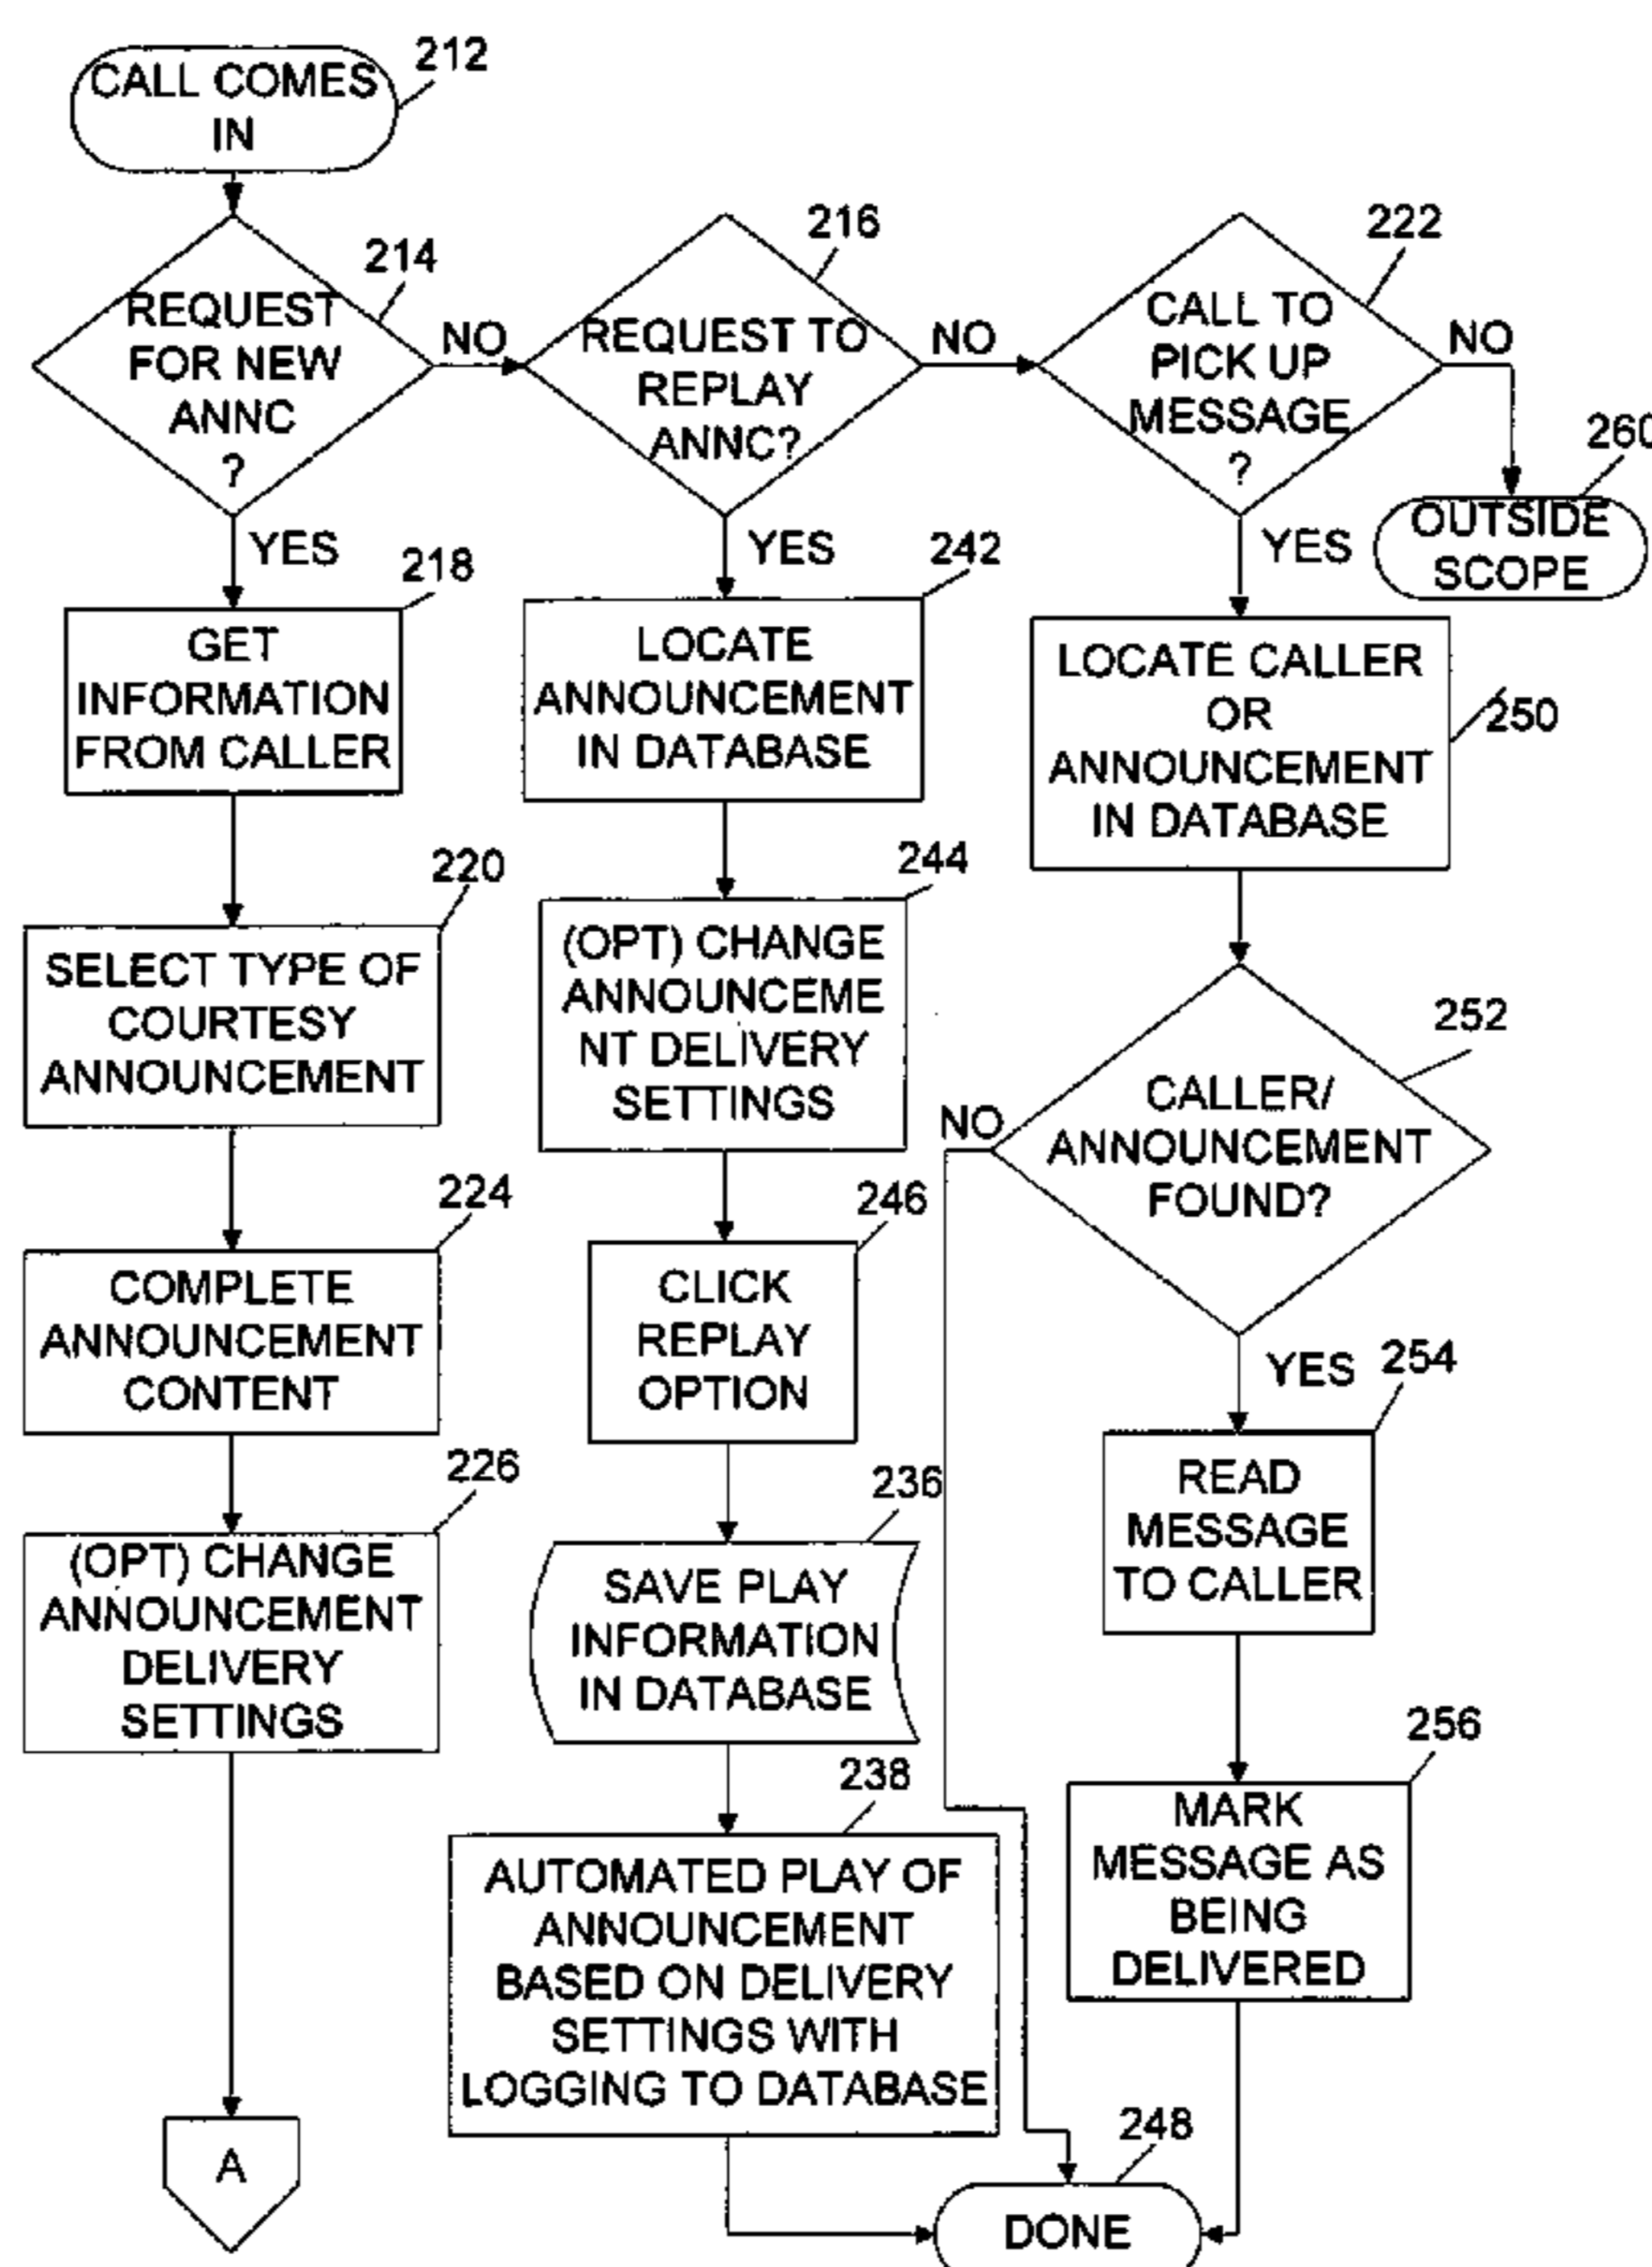 CALL COMES
IN
212
REQUEST
FOR NEW
ANNC
?
214
NO
REQUEST TO
REPLAY
ANNC?
216
NO
CALL TO
PICK UP
MESSAGE
?
222
NO
OUTSIDE
SCOPE
260
YES
GET
INFORMATION
FROM CALLER
218
SELECT TYPE OF
COURTESY
ANNOUNCEMENT
220
COMPLETE
ANNOUNCEMENT
CONTENT
224
(OPT) CHANGE
ANNOUNCEMENT
DELIVERY
SETTINGS
226
A
YES
LOCATE
ANNOUNCEMENT
IN DATABASE
242
(OPT) CHANGE
ANNOUNCEME
NT DELIVERY
SETTINGS
244
CLICK
REPLAY
OPTION
246
SAVE PLAY
INFORMATION
IN DATABASE
236
AUTOMATED PLAY OF
ANNOUNCEMENT
BASED ON DELIVERY
SETTINGS WITH
LOGGING TO DATABASE
238
YES
LOCATE CALLER
OR
ANNOUNCEMENT
IN DATABASE
250
CALLER/
ANNOUNCEMENT
FOUND?
252
NO
YES
READ
MESSAGE
TO CALLER
254
MARK
MESSAGE AS
BEING
DELIVERED
256
DONE
248